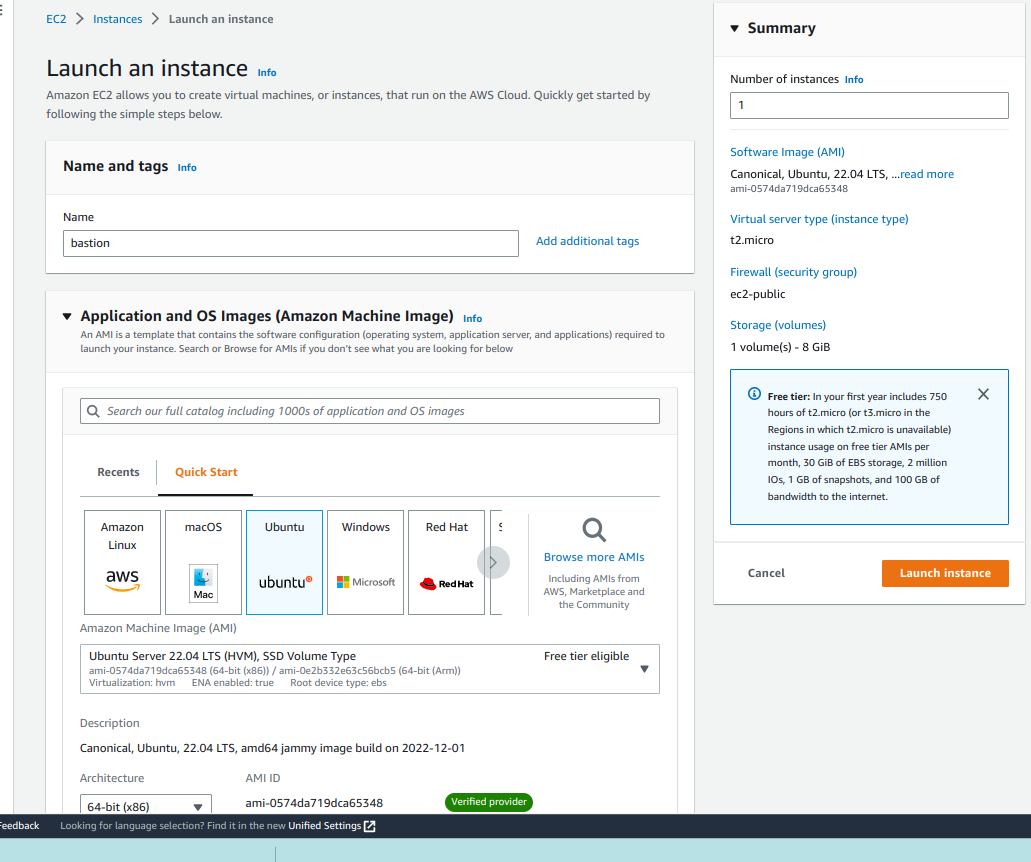 EC2 > Instances > Launch an instance
Launch an instance Info
Amazon EC2 allows you to create virtual machines, or instances, that run on the AWS Cloud. Quickly get started by
following the simple steps below.
Name and tags Info
Name
bastion
Add additional tags
Application and OS Images (Amazon Machine Image) Info
An AMI is a template that contains the software configuration (operating system, application server, and applications) required to
launch your instance. Search or Browse for AMIs if you don't see what you are looking for below
Search our full catalog including 1000s of application and OS images
Recents
Quick Start
Amazon
Linux
aws
macOS
Mac
Ubuntu
ubuntu
Windows
Microsoft
Red Hat
RedHat
S
Browse more AMIs
Including AMIs from
AWS, Marketplace and
the Community
Amazon Machine Image (AMI)
Ubuntu Server 22.04 LTS (HVM), SSD Volume Type
Free tier eligible
ami-0574da719dca65348 (64-bit (x86)) / ami-0e2b332e63c56bcb5 (64-bit (Arm))
Virtualization: hvm ENA enabled: true Root device type: ebs
Description
Canonical, Ubuntu, 22.04 LTS, amd64 jammy image build on 2022-12-01
Architecture
64-bit (x86)
AMI ID
ami-0574da719dca65348
Verified provider
Summary
Number of instances Info
1
Software Image (AMI)
Canonical, Ubuntu, 22.04 LTS, ...read more
ami-0574da719dca65348
Virtual server type (instance type)
t2.micro
Firewall (security group)
ec2-public
Storage (volumes)
1 volume(s) - 8 GiB
Free tier: In your first year includes 750
hours of t2.micro (or t3.micro in the
Regions in which t2.micro is unavailable)
instance usage on free tier AMIs per
month, 30 GiB of EBS storage, 2 million
IOs, 1 GB of snapshots, and 100 GB of
bandwidth to the internet.
Cancel
Launch instance
Feedback
Looking for language selection? Find it in the new Unified Settings